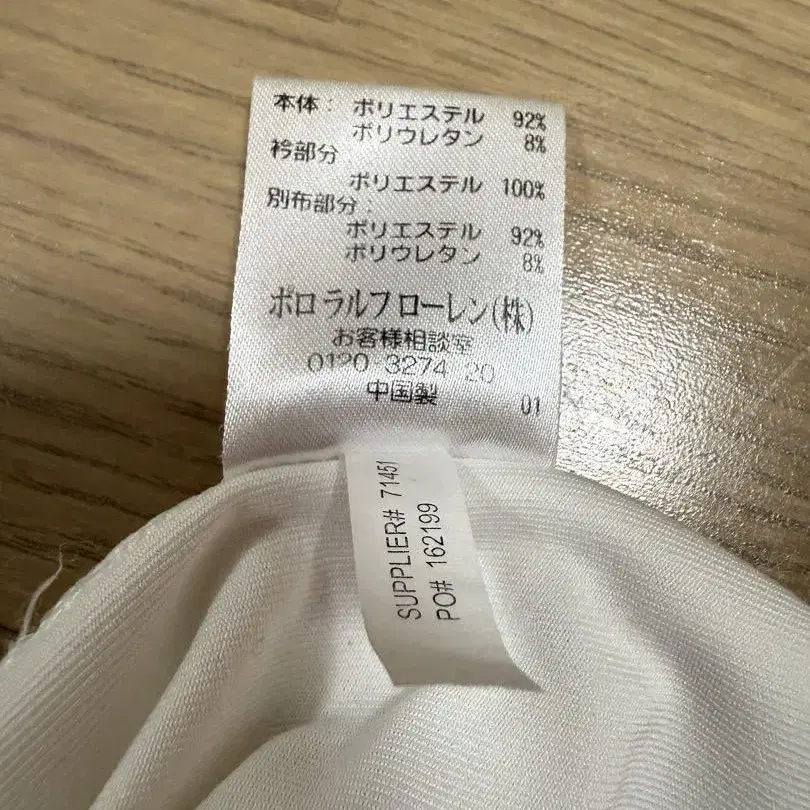 本体: ポリエステル 92%
ポリウレタン 8%
衿部分
ポリエステル 100%
別布部分:
ポリエステル 92%
ポリウレタン 8%
ポロ ラルフ ローレン(株)
お客様相談室
0120 3274 20
中国製 01
SUPPLIER# 71451
PO# 162199